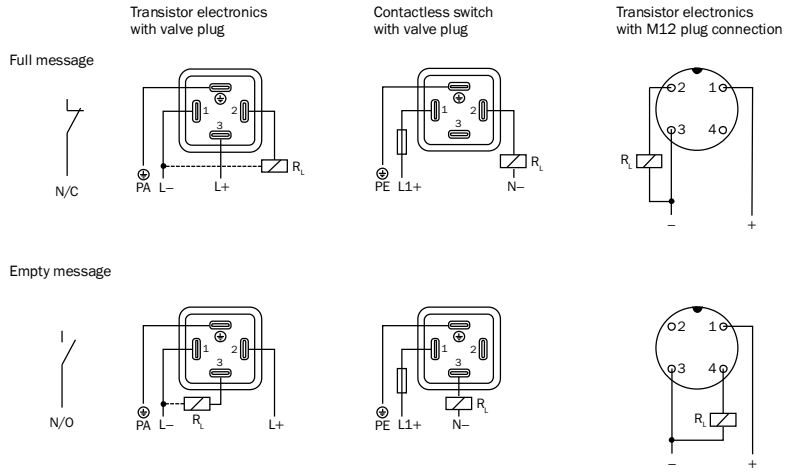 Transistor electronics
with valve plug
Contactless switch
with valve plug
Transistor electronics
with M12 plug connection
Full message
N/C
1 2
3
PA L– L+ RL
1 2
3
PE L1+ N– RL
2 1
3 4
RL
– +
Empty message
N/O
1 2
3
PA L– RL L+
1 2
3
PE L1+ N– RL
2 1
3 4
RL
– +